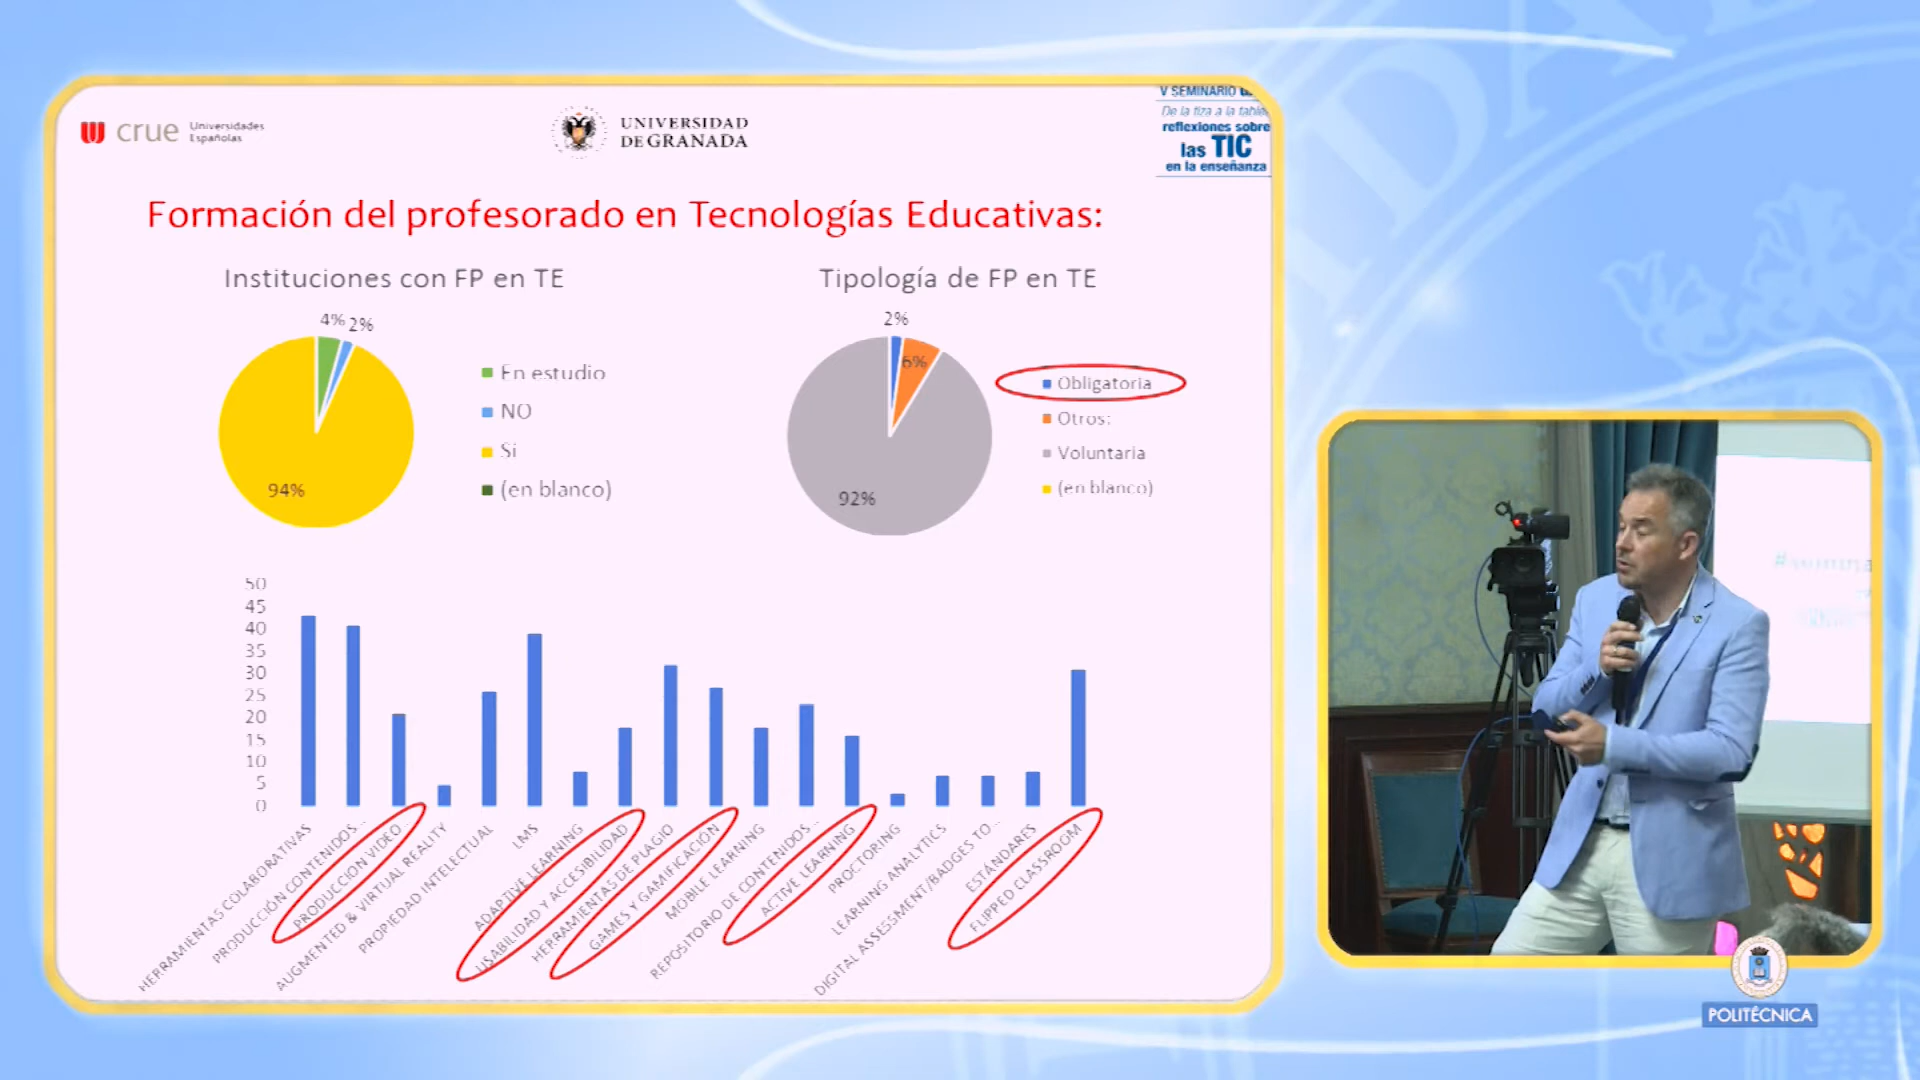 crue Universidades
Españolas
UNIVERSIDAD
DE GRANADA
V SEMINARIO
De la tiza a la tablet
reflexiones sobre
las TIC
en la enseñanza
Formación del profesorado en Tecnologías Educativas:
Instituciones con FP en TE
4% 2%
94%
En estudio
NO
Si
(en blanco)
Tipología de FP en TE
2%
6%
92%
Obligatoria
Otros:
Voluntaria
(en blanco)
50
45
40
35
30
25
20
15
10
5
0
HERRAMIENTAS COLABORATIVAS
PRODUCCIÓN CONTENIDOS...
PRODUCCIÓN VIDEO
AUGMENTED & VIRTUAL REALITY
PROPIEDAD INTELECTUAL
LMS
ADAPTIVE LEARNING
USABILIDAD Y ACCESIBILIDAD
HERRAMIENTAS DE PLAGIO
GAMES Y GAMIFICACIÓN
MOBILE LEARNING
REPOSITORIO DE CONTENIDOS...
ACTIVE LEARNING
PROCTORING
LEARNING ANALYTICS
DIGITAL ASSESSMENT/BADGES TO...
ESTÁNDARES
FLIPPED CLASSROOM
POLITÉCNICA